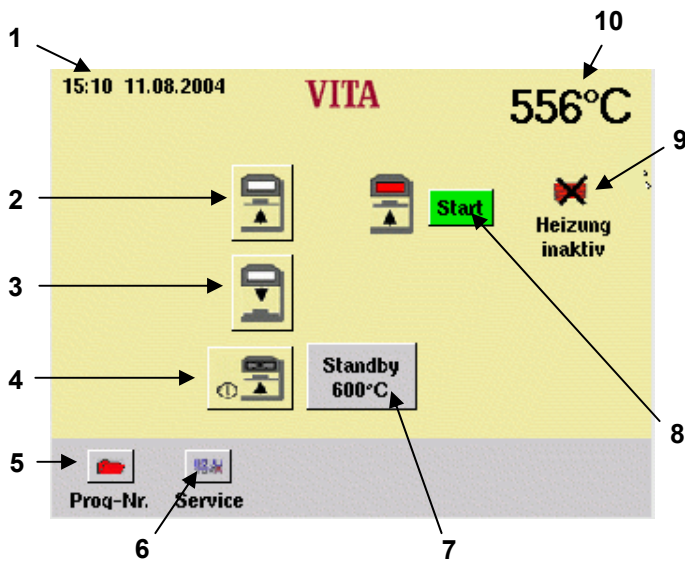 1
10
15:10 11.08.2004
VITA
556°C
9
2
Start
Heizung
inaktiv
3
4
Standby
600°C
8
5
Prog-Nr.
Service
6
7